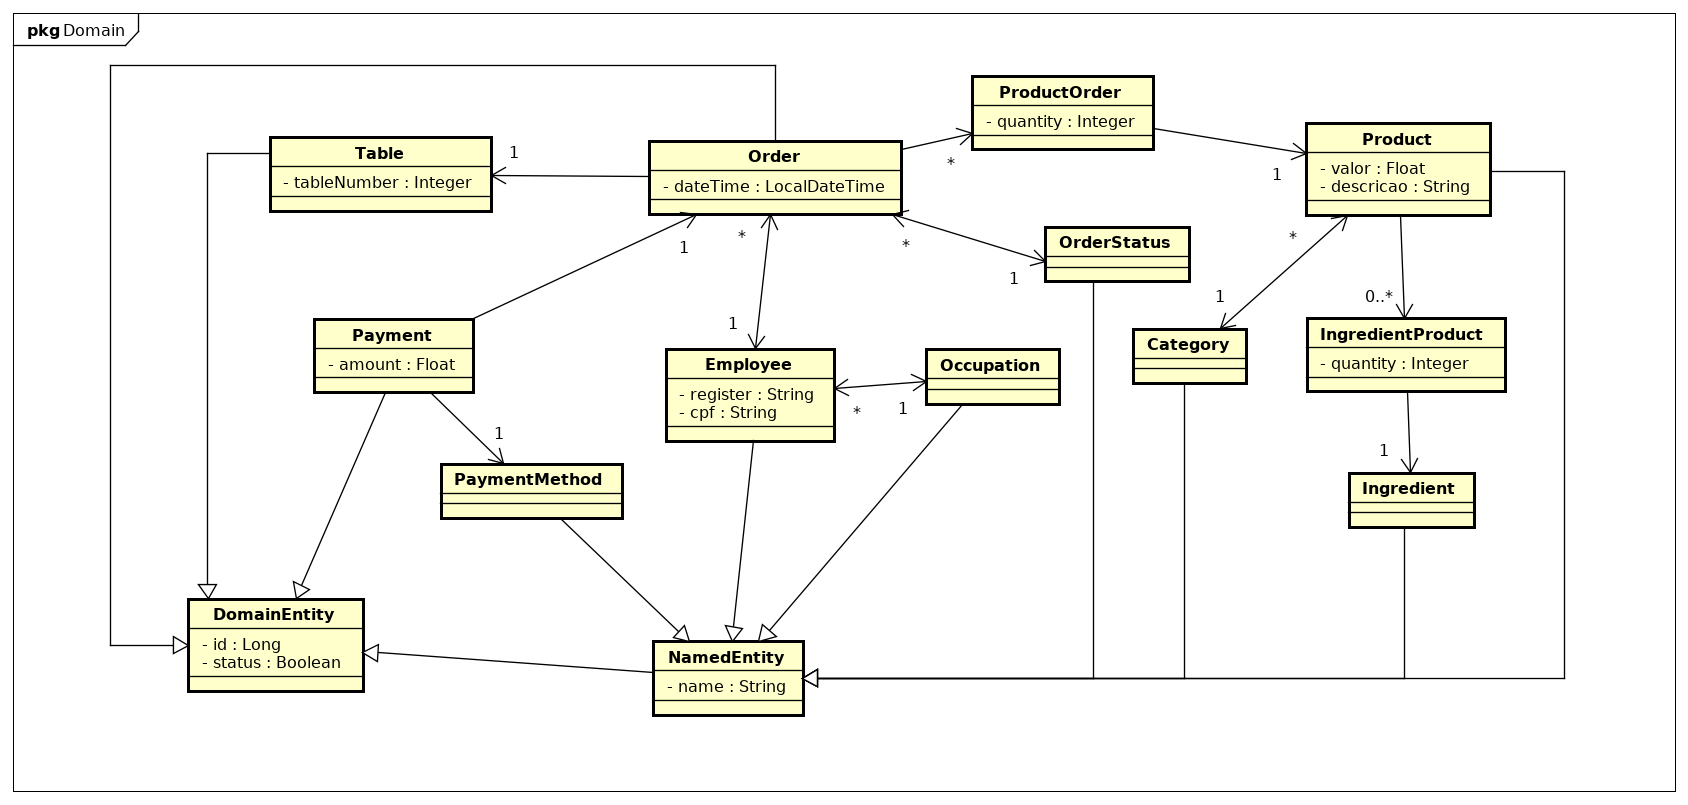 pkg Domain
ProductOrder
- quantity : Integer
Product
- valor : Float
- descricao : String
Table
- tableNumber : Integer
1
Order
- dateTime : LocalDateTime
*
1
1
*
*
1
OrderStatus
*
1
0..*
Payment
- amount : Float
1
Employee
- register : String
- cpf : String
*
1
Occupation
Category
IngredientProduct
- quantity : Integer
1
PaymentMethod
1
Ingredient
DomainEntity
- id : Long
- status : Boolean
NamedEntity
- name : String